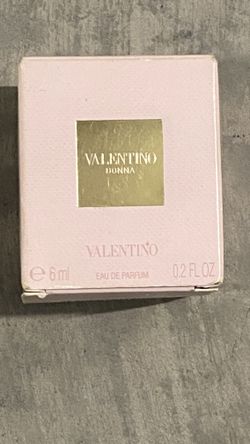 VALENTINO
DONNA
VALENTINO
℮ 6 ml EAU DE PARFUM 0.2 FL OZ